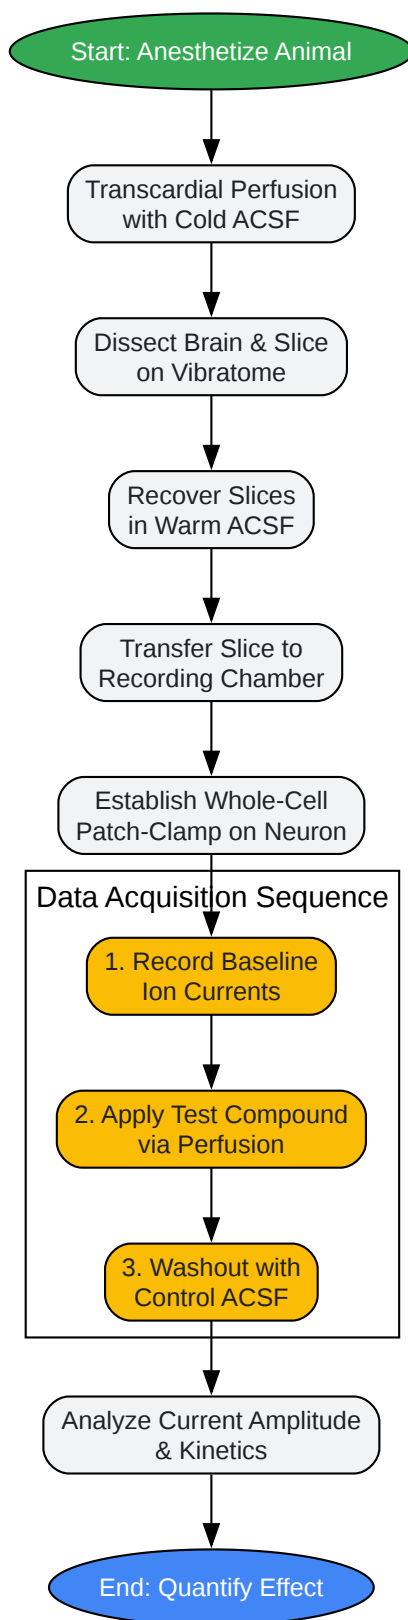 Start: Anesthetize Animal
Transcardial Perfusion
with Cold ACSF
Dissect Brain & Slice
on Vibratome
Recover Slices
in Warm ACSF
Transfer Slice to
Recording Chamber
Establish Whole-Cell
Patch-Clamp on Neuron
Data Acquisition Sequence
1. Record Baseline
Ion Currents
2. Apply Test Compound
via Perfusion
3. Washout with
Control ACSF
Analyze Current Amplitude
& Kinetics
End: Quantify Effect